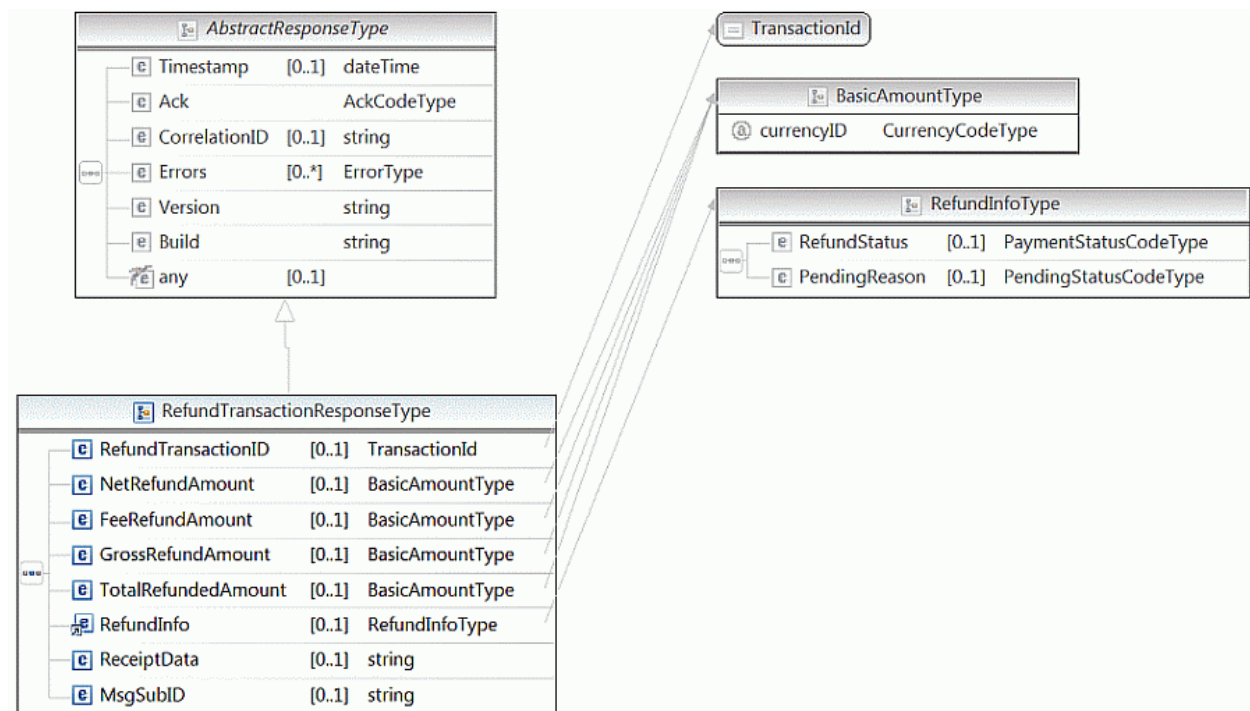 AbstractResponseType
Timestamp [0..1] dateTime
Ack AckCodeType
CorrelationID [0..1] string
Errors [0..*] ErrorType
Version string
Build string
any [0..1]
TransactionId
BasicAmountType
currencyID CurrencyCodeType
RefundInfoType
RefundStatus [0..1] PaymentStatusCodeType
PendingReason [0..1] PendingStatusCodeType
RefundTransactionResponseType
RefundTransactionID [0..1] TransactionId
NetRefundAmount [0..1] BasicAmountType
FeeRefundAmount [0..1] BasicAmountType
GrossRefundAmount [0..1] BasicAmountType
TotalRefundedAmount [0..1] BasicAmountType
RefundInfo [0..1] RefundInfoType
ReceiptData [0..1] string
MsgSubID [0..1] string